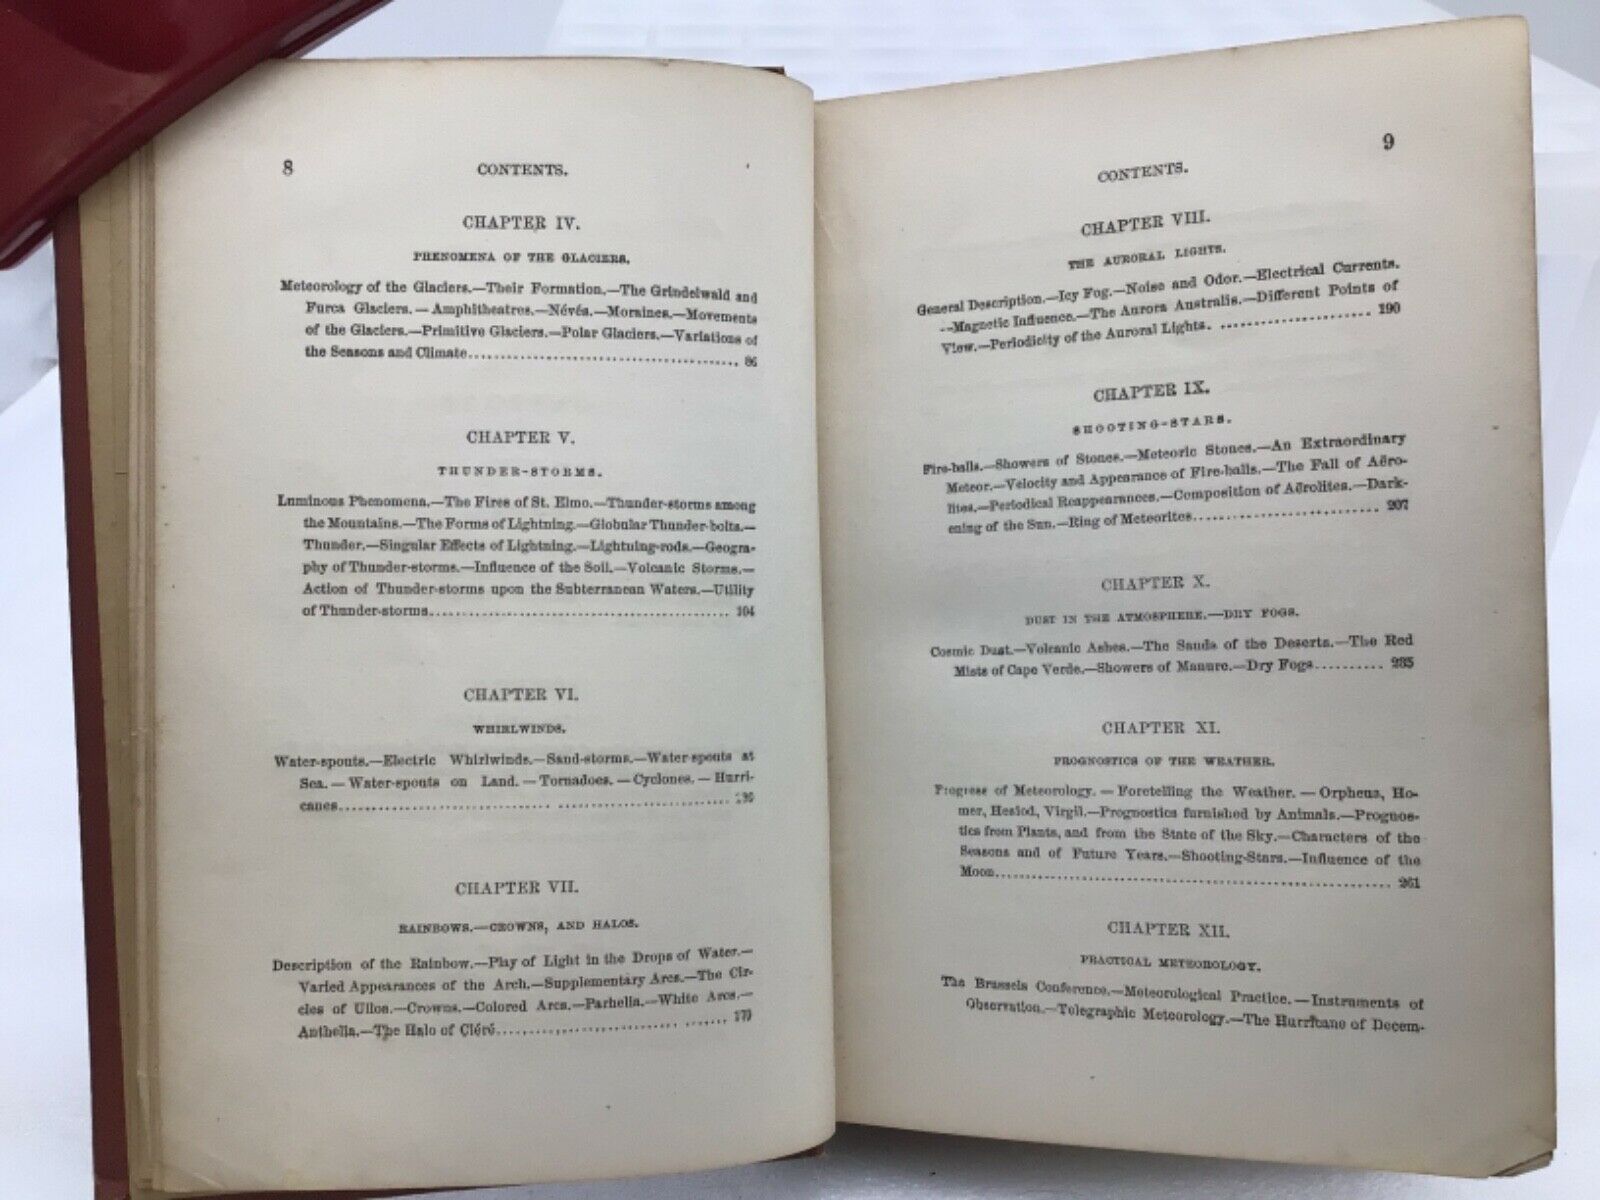 8
CONTENTS.
CHAPTER IV.
PHENOMENA OF THE GLACIERS.
Meteorology of the Glaciers.—Their Formation.—The Grindelwald and
Furca Glaciers.—Amphitheatres.—Névés.—Moraines.—Movements
of the Glaciers.—Primitive Glaciers.—Polar Glaciers.—Variations of
the Seasons and Climate........................................ 86
CHAPTER V.
THUNDER-STORMS.
Luminous Phenomena.—The Fires of St. Elmo.—Thunder-storms among
the Mountains.—The Forms of Lightning.—Globular Thunder-bolts.—
Thunder.—Singular Effects of Lightning.—Lightning-rods.—Geogra-
phy of Thunder-storms.—Influence of the Soil.—Volcanic Storms.—
Action of Thunder-storms upon the Subterranean Waters.—Utility
of Thunder-storms............................................ 104
CHAPTER VI.
WHIRLWINDS.
Water-spouts.—Electric Whirlwinds.—Sand-storms.—Water-spouts at
Sea.—Water-spouts on Land.—Tornadoes.—Cyclones.—Hurri-
canes............................................................
CHAPTER VII.
RAINBOWS.—CROWNS, AND HALOS.
Description of the Rainbow.—Play of Light in the Drops of Water.—
Varied Appearances of the Arch.—Supplementary Arcs.—The Cir-
cles of Ulloa.—Crowns.—Colored Arcs.—Parhelia.—White Arcs.—
Anthelia.—The Halo of Cléré.................................... 170
9
CONTENTS.
CHAPTER VIII.
THE AURORAL LIGHTS.
General Description.—Icy Fog.—Noise and Odor.—Electrical Currents.
—Magnetic Influence.—The Aurora Australis.—Different Points of
View.—Periodicity of the Auroral Lights....................... 190
CHAPTER IX.
SHOOTING-STARS.
Fire-balls.—Showers of Stones.—Meteoric Stones.—An Extraordinary
Meteor.—Velocity and Appearance of Fire-balls.—The Fall of Aëro-
lites.—Periodical Reappearances.—Composition of Aërolites.—Dark-
ening of the Sun.—Ring of Meteorites............................ 207
CHAPTER X.
DUST IN THE ATMOSPHERE.—DRY FOGS.
Cosmic Dust.—Volcanic Ashes.—The Sands of the Deserts.—The Red
Mists of Cape Verde.—Showers of Manure.—Dry Fogs.......... 235
CHAPTER XI.
PROGNOSTICS OF THE WEATHER.
Progress of Meteorology.—Foretelling the Weather.—Orpheus, Ho-
mer, Hesiod, Virgil.—Prognostics furnished by Animals.—Prognos-
tics from Plants, and from the State of the Sky.—Characters of the
Seasons and of Future Years.—Shooting-Stars.—Influence of the
Moon............................................................ 261
CHAPTER XII.
PRACTICAL METEOROLOGY.
The Brussels Conference.—Meteorological Practice.—Instruments of
Observation.—Telegraphic Meteorology.—The Hurricane of Decem-